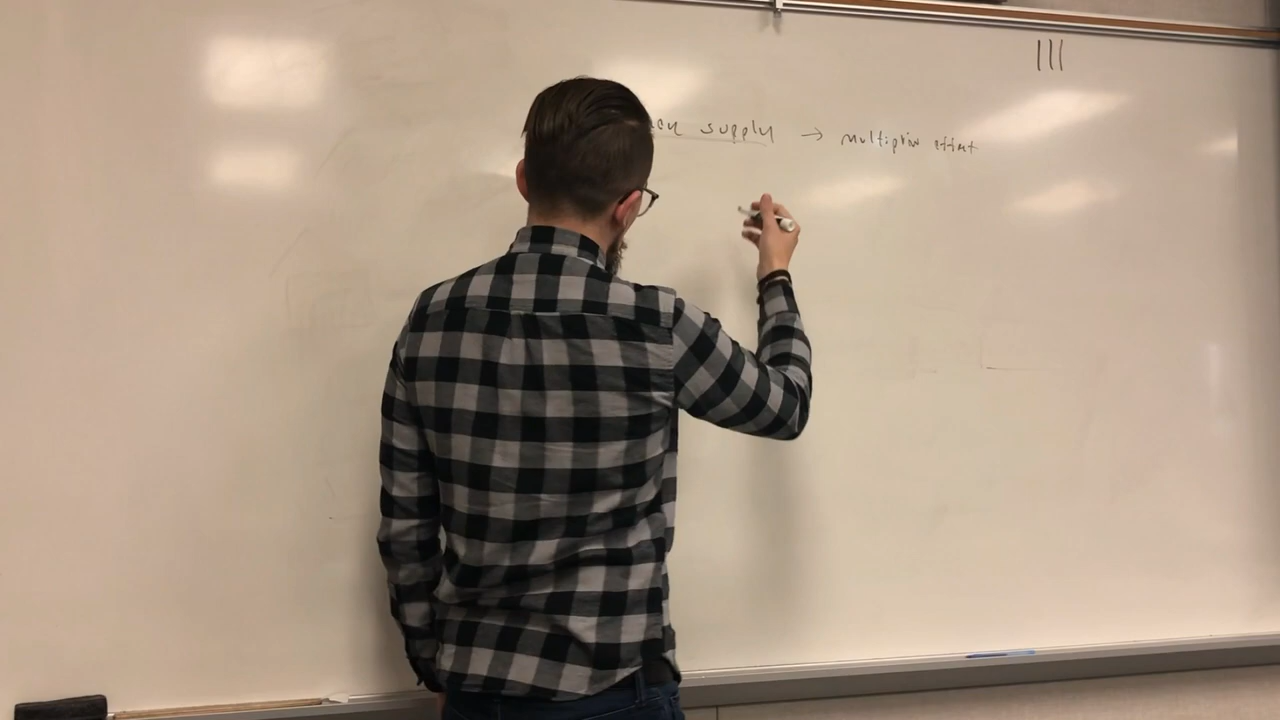 |||
supply → multiplier effect